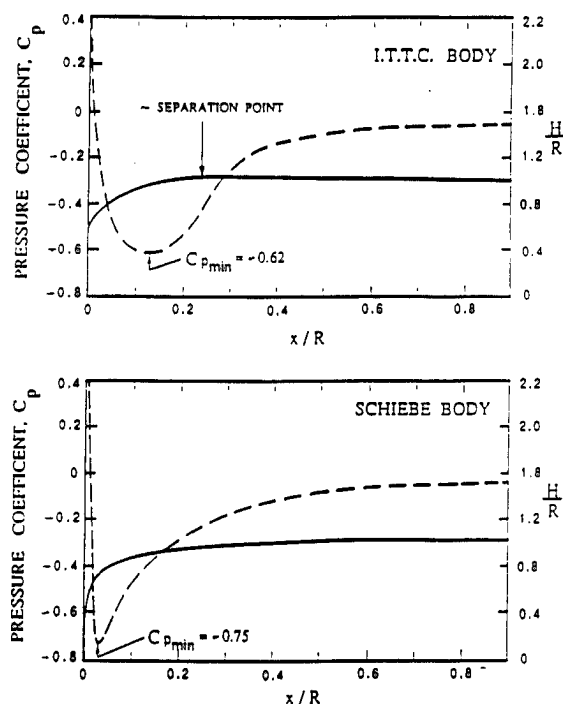 PRESSURE COEFFICENT, Cp
0.4
0.2
0
-0.2
-0.4
-0.6
-0.8
I.T.T.C. BODY
~ SEPARATION POINT
Cpmin = -0.62
2.2
2.0
1.8
1.2
0.8
0.4
0
H/R
0 0.2 0.4 0.6 0.8
x/R
PRESSURE COEFFICENT, Cp
0.4
0.2
0
-0.2
-0.4
-0.6
-0.8
SCHIEBE BODY
Cpmin = -0.75
2.2
2.0
1.8
1.2
0.8
0.4
0
H/R
0 0.2 0.4 0.6 0.8
x/R